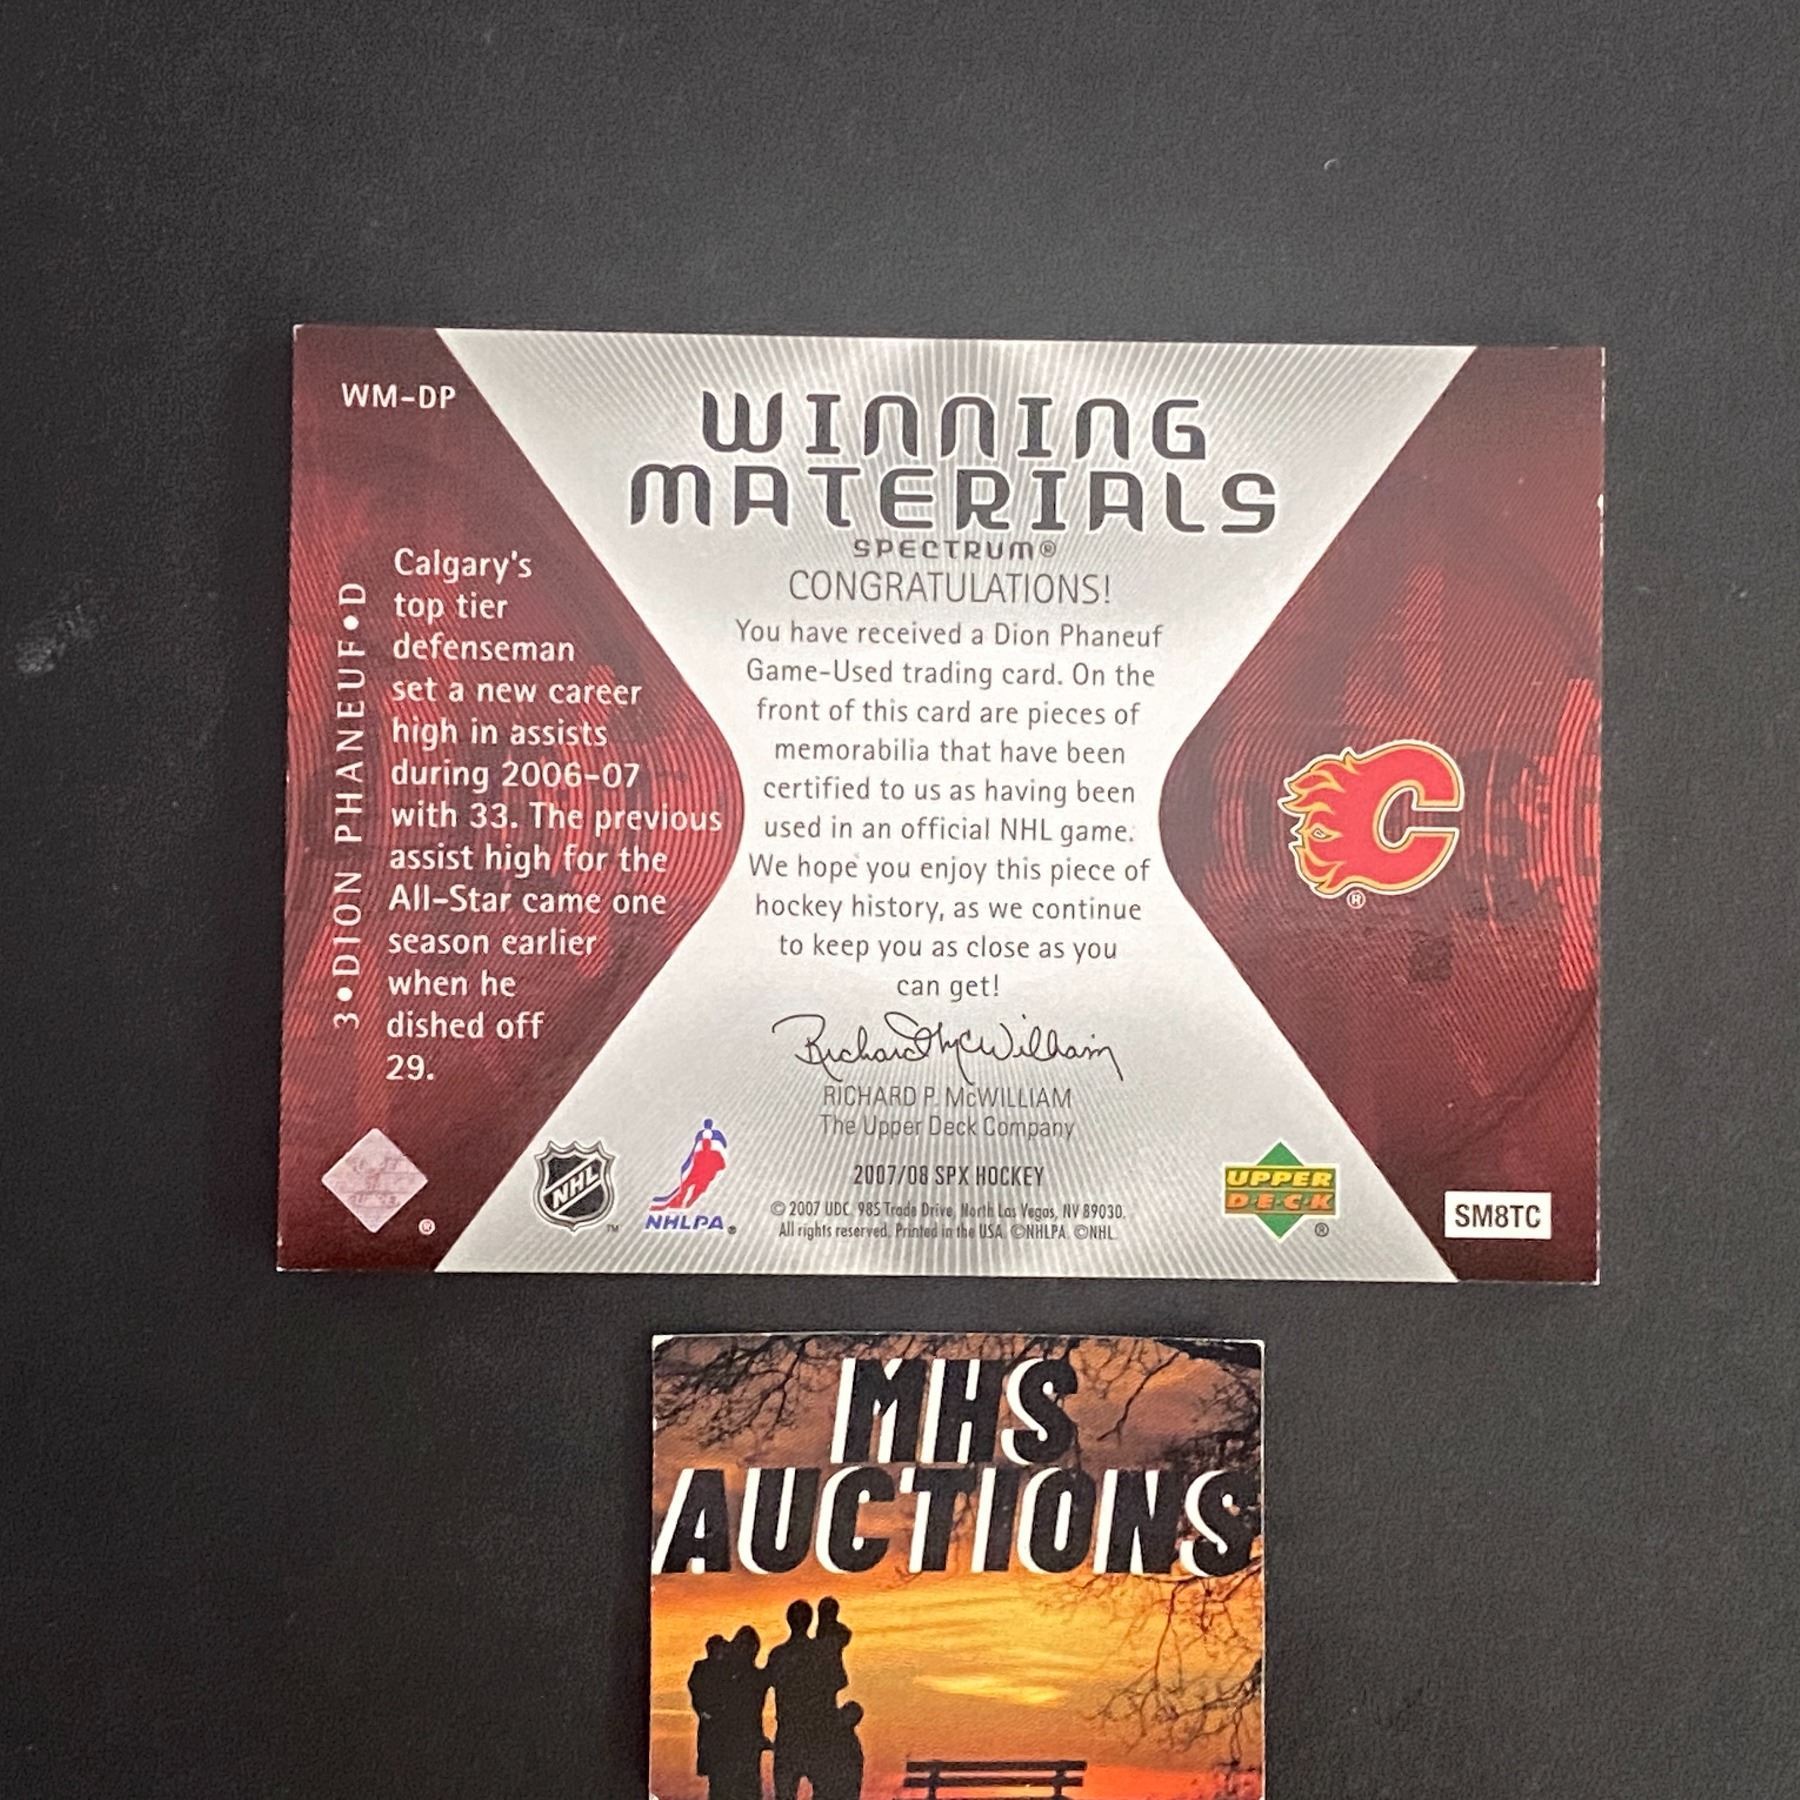 WM-DP
WINNING
MATERIALS
SPECTRUM®
CONGRATULATIONS!
You have received a Dion Phaneuf
Game-Used trading card. On the
front of this card are pieces of
memorabilia that have been
certified to us as having been
used in an official NHL game.
We hope you enjoy this piece of
hockey history, as we continue
to keep you as close as you
can get!
Richard McWilliam
RICHARD P. McWILLIAM
The Upper Deck Company
2007/08 SPX HOCKEY
© 2007 UDC. 985 Trade Drive, North Las Vegas, NV 89030.
All rights reserved. Printed in the USA. ©NHLPA. ©NHL.
3•DION PHANEUF•D
Calgary's
top tier
defenseman
set a new career
high in assists
during 2006-07
with 33. The previous
assist high for the
All-Star came one
season earlier
when he
dished off
29.
®
NHL
™
NHLPA®
C
®
UPPER
DECK
®
SM8TC
MHS
AUCTIONS